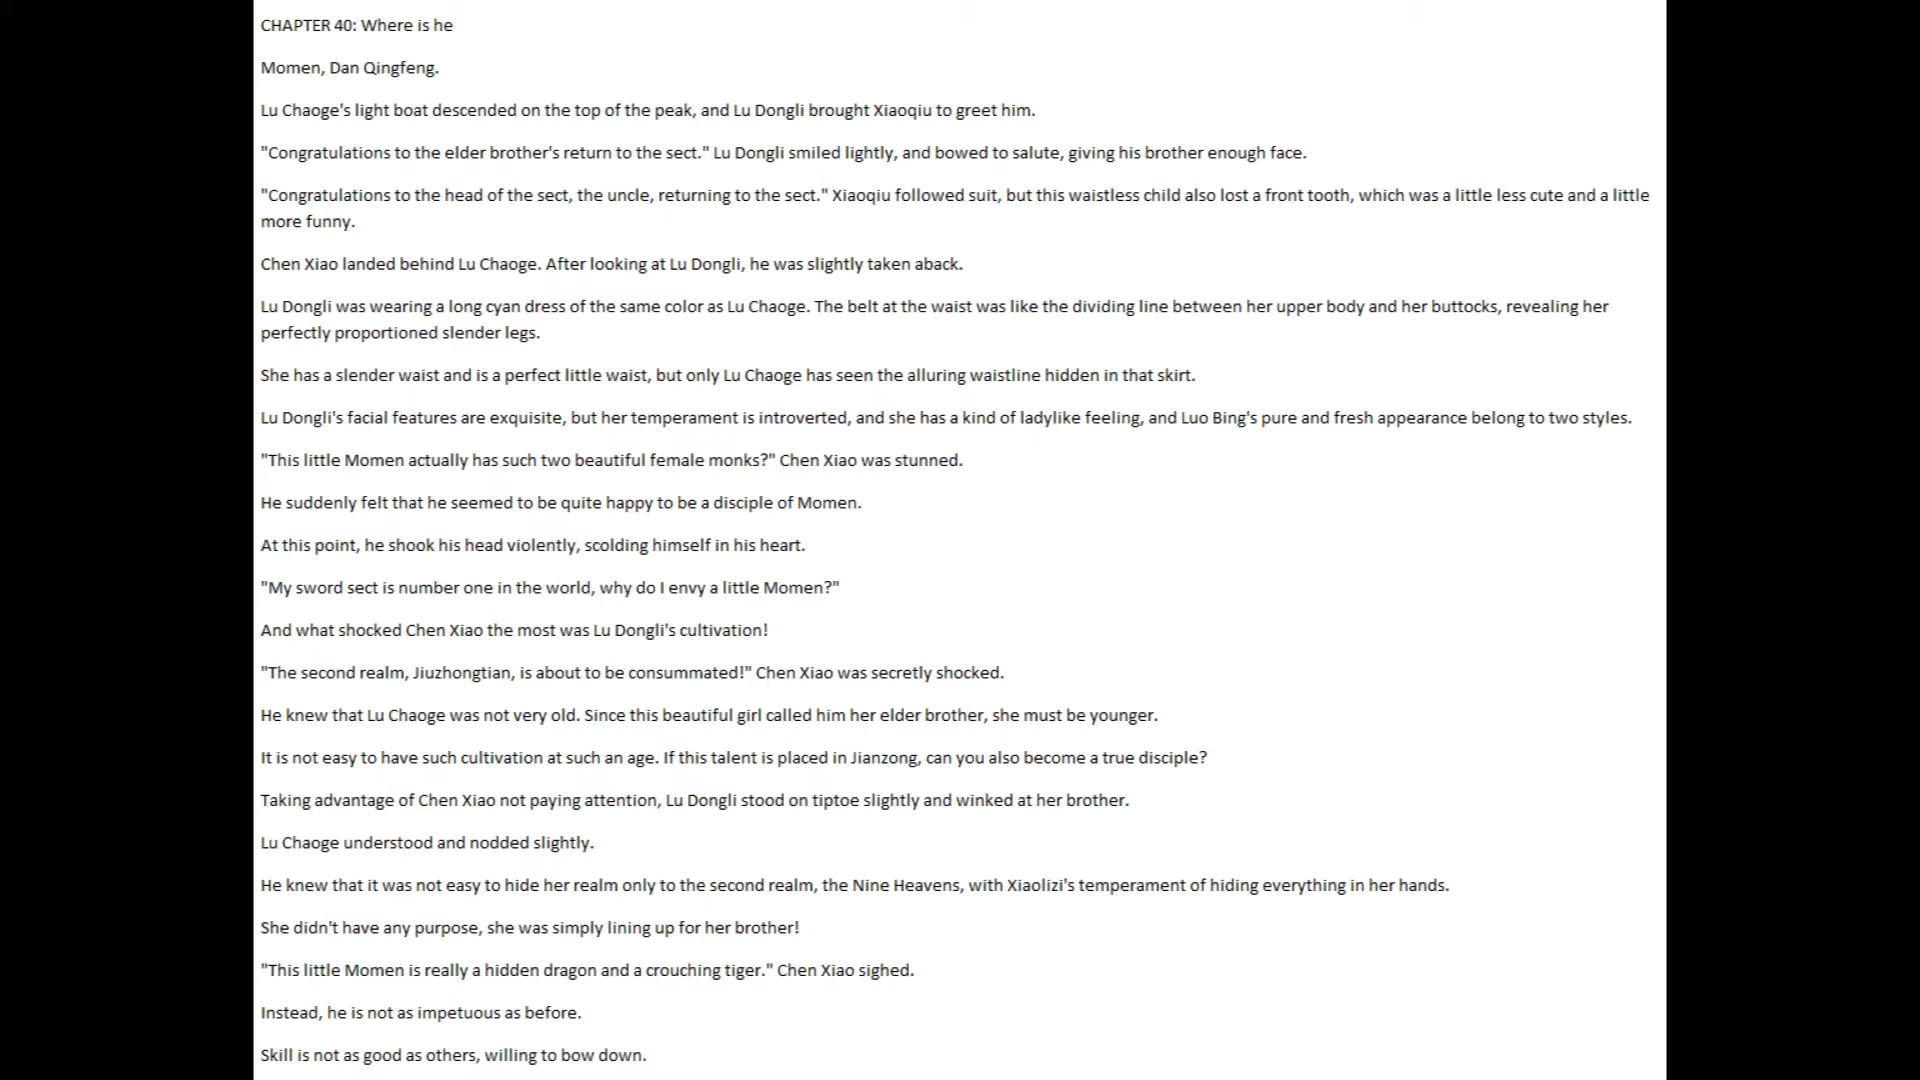 CHAPTER 40: Where is he
Momen, Dan Qingfeng.
Lu Chaoge's light boat descended on the top of the peak, and Lu Dongli brought Xiaoqiu to greet him.
"Congratulations to the elder brother's return to the sect." Lu Dongli smiled lightly, and bowed to salute, giving his brother enough face.
"Congratulations to the head of the sect, the uncle, returning to the sect." Xiaoqiu followed suit, but this waistless child also lost a front tooth, which was a little less cute and a little
more funny.
Chen Xiao landed behind Lu Chaoge. After looking at Lu Dongli, he was slightly taken aback.
Lu Dongli was wearing a long cyan dress of the same color as Lu Chaoge. The belt at the waist was like the dividing line between her upper body and her buttocks, revealing her
perfectly proportioned slender legs.
She has a slender waist and is a perfect little waist, but only Lu Chaoge has seen the alluring waistline hidden in that skirt.
Lu Dongli's facial features are exquisite, but her temperament is introverted, and she has a kind of ladylike feeling, and Luo Bing's pure and fresh appearance belong to two styles.
"This little Momen actually has such two beautiful female monks?" Chen Xiao was stunned.
He suddenly felt that he seemed to be quite happy to be a disciple of Momen.
At this point, he shook his head violently, scolding himself in his heart.
"My sword sect is number one in the world, why do I envy a little Momen?"
And what shocked Chen Xiao the most was Lu Dongli's cultivation!
"The second realm, Jiuzhongtian, is about to be consummated!" Chen Xiao was secretly shocked.
He knew that Lu Chaoge was not very old. Since this beautiful girl called him her elder brother, she must be younger.
It is not easy to have such cultivation at such an age. If this talent is placed in Jianzong, can you also become a true disciple?
Taking advantage of Chen Xiao not paying attention, Lu Dongli stood on tiptoe slightly and winked at her brother.
Lu Chaoge understood and nodded slightly.
He knew that it was not easy to hide her realm only to the second realm, the Nine Heavens, with Xiaolizi's temperament of hiding everything in her hands.
She didn't have any purpose, she was simply lining up for her brother!
"This little Momen is really a hidden dragon and a crouching tiger." Chen Xiao sighed.
Instead, he is not as impetuous as before.
Skill is not as good as others, willing to bow down.